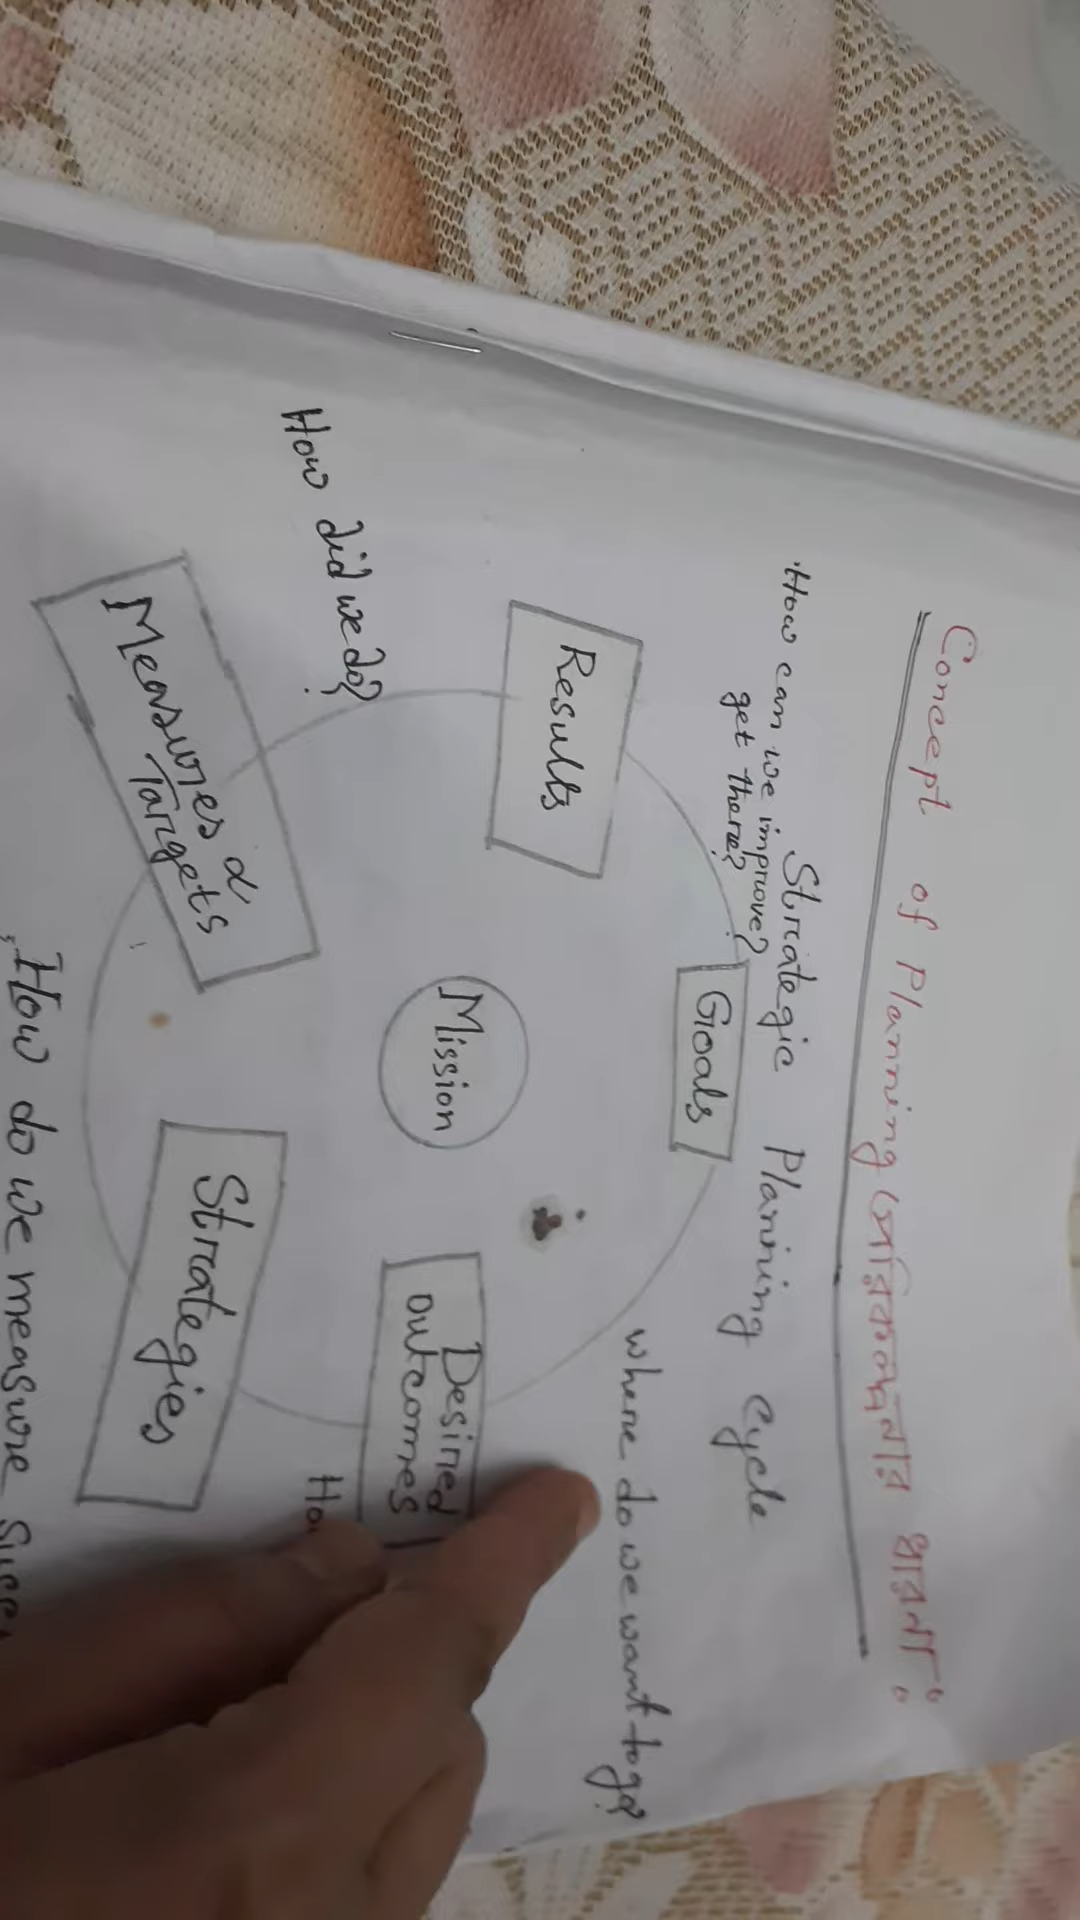 Concept of Planning (পরিকল্পনার ধারনা ঃ
Strategic Planning Cycle
How can we improve?
get there?
Goals
where do we want to go?
Results
Desired
outcomes
Mission
How did we do?
Measures &
Targets
Strategies
How do we measure